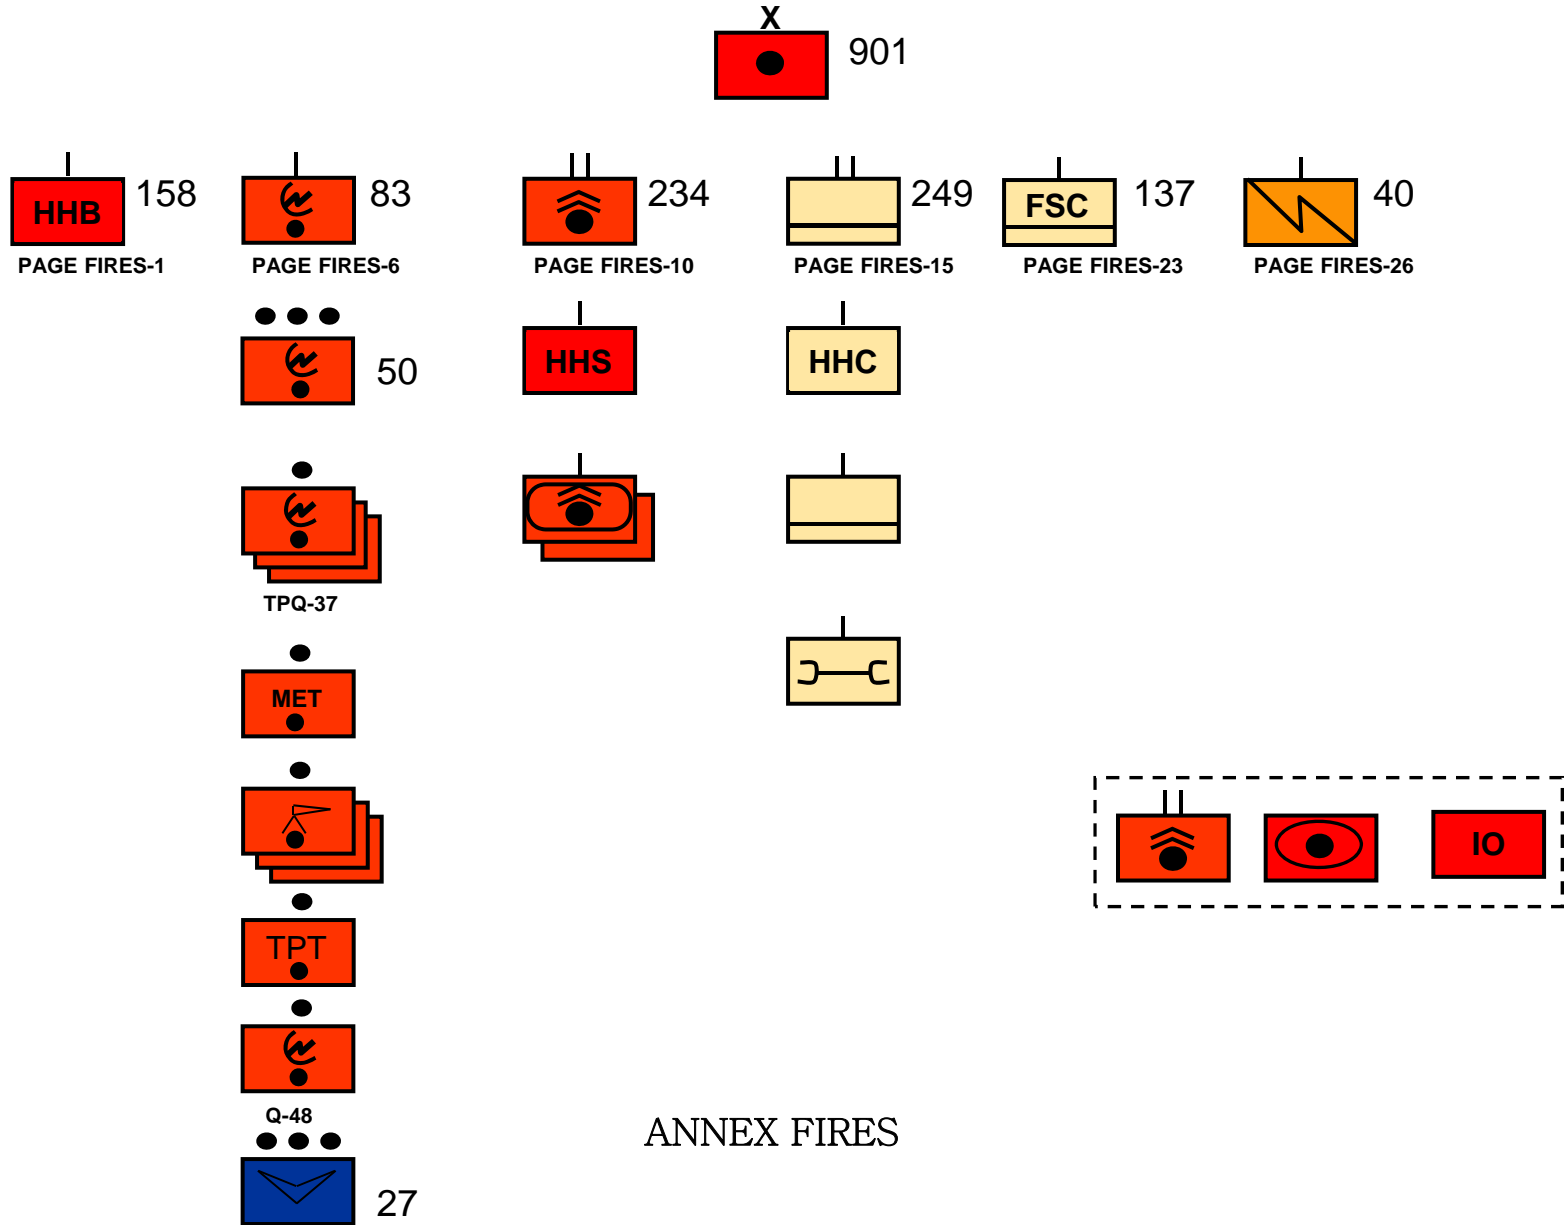 X
901
HHB 158
83
234
249
FSC 137
40
PAGE FIRES-1
PAGE FIRES-6
PAGE FIRES-10
PAGE FIRES-15
PAGE FIRES-23
PAGE FIRES-26
50
HHS
HHC
TPQ-37
MET
IO
TPT
Q-48
ANNEX FIRES
27